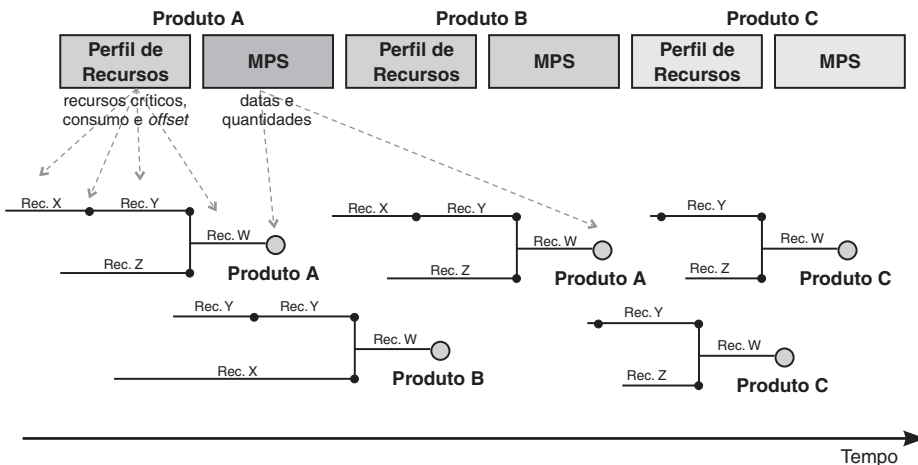 Produto A
Produto B
Produto C
Perfil de
Recursos
MPS
Perfil de
Recursos
MPS
Perfil de
Recursos
MPS
recursos críticos,
consumo e offset
datas e
quantidades
Rec. X
Rec. Y
Rec. W
Rec. Z
Produto A
Rec. X
Rec. Y
Rec. W
Rec. Z
Produto A
Rec. Y
Rec. W
Rec. Z
Produto C
Rec. Y
Rec. Y
Rec. W
Rec. X
Produto B
Rec. Y
Rec. W
Rec. Z
Produto C
Tempo